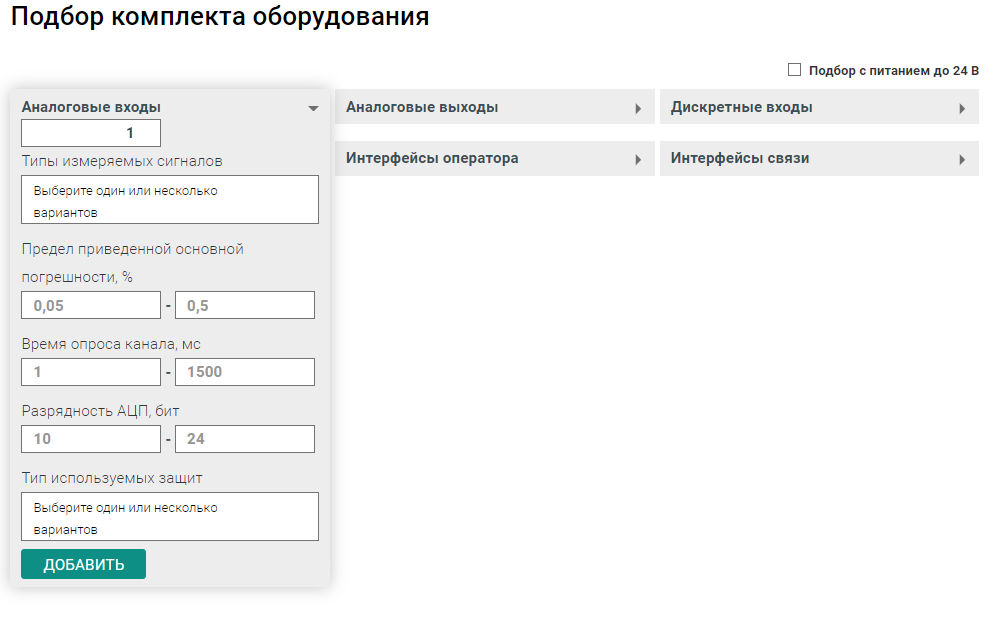 Подбор комплекта оборудования
Подбор с питанием до 24 В
Аналоговые входы
1
Типы измеряемых сигналов
Выберите один или несколько
вариантов
Предел приведенной основной
погрешности, %
0,05 - 0,5
Время опроса канала, мс
1 - 1500
Разрядность АЦП, бит
10 - 24
Тип используемых защит
Выберите один или несколько
вариантов
ДОБАВИТЬ
Аналоговые выходы
Дискретные входы
Интерфейсы оператора
Интерфейсы связи